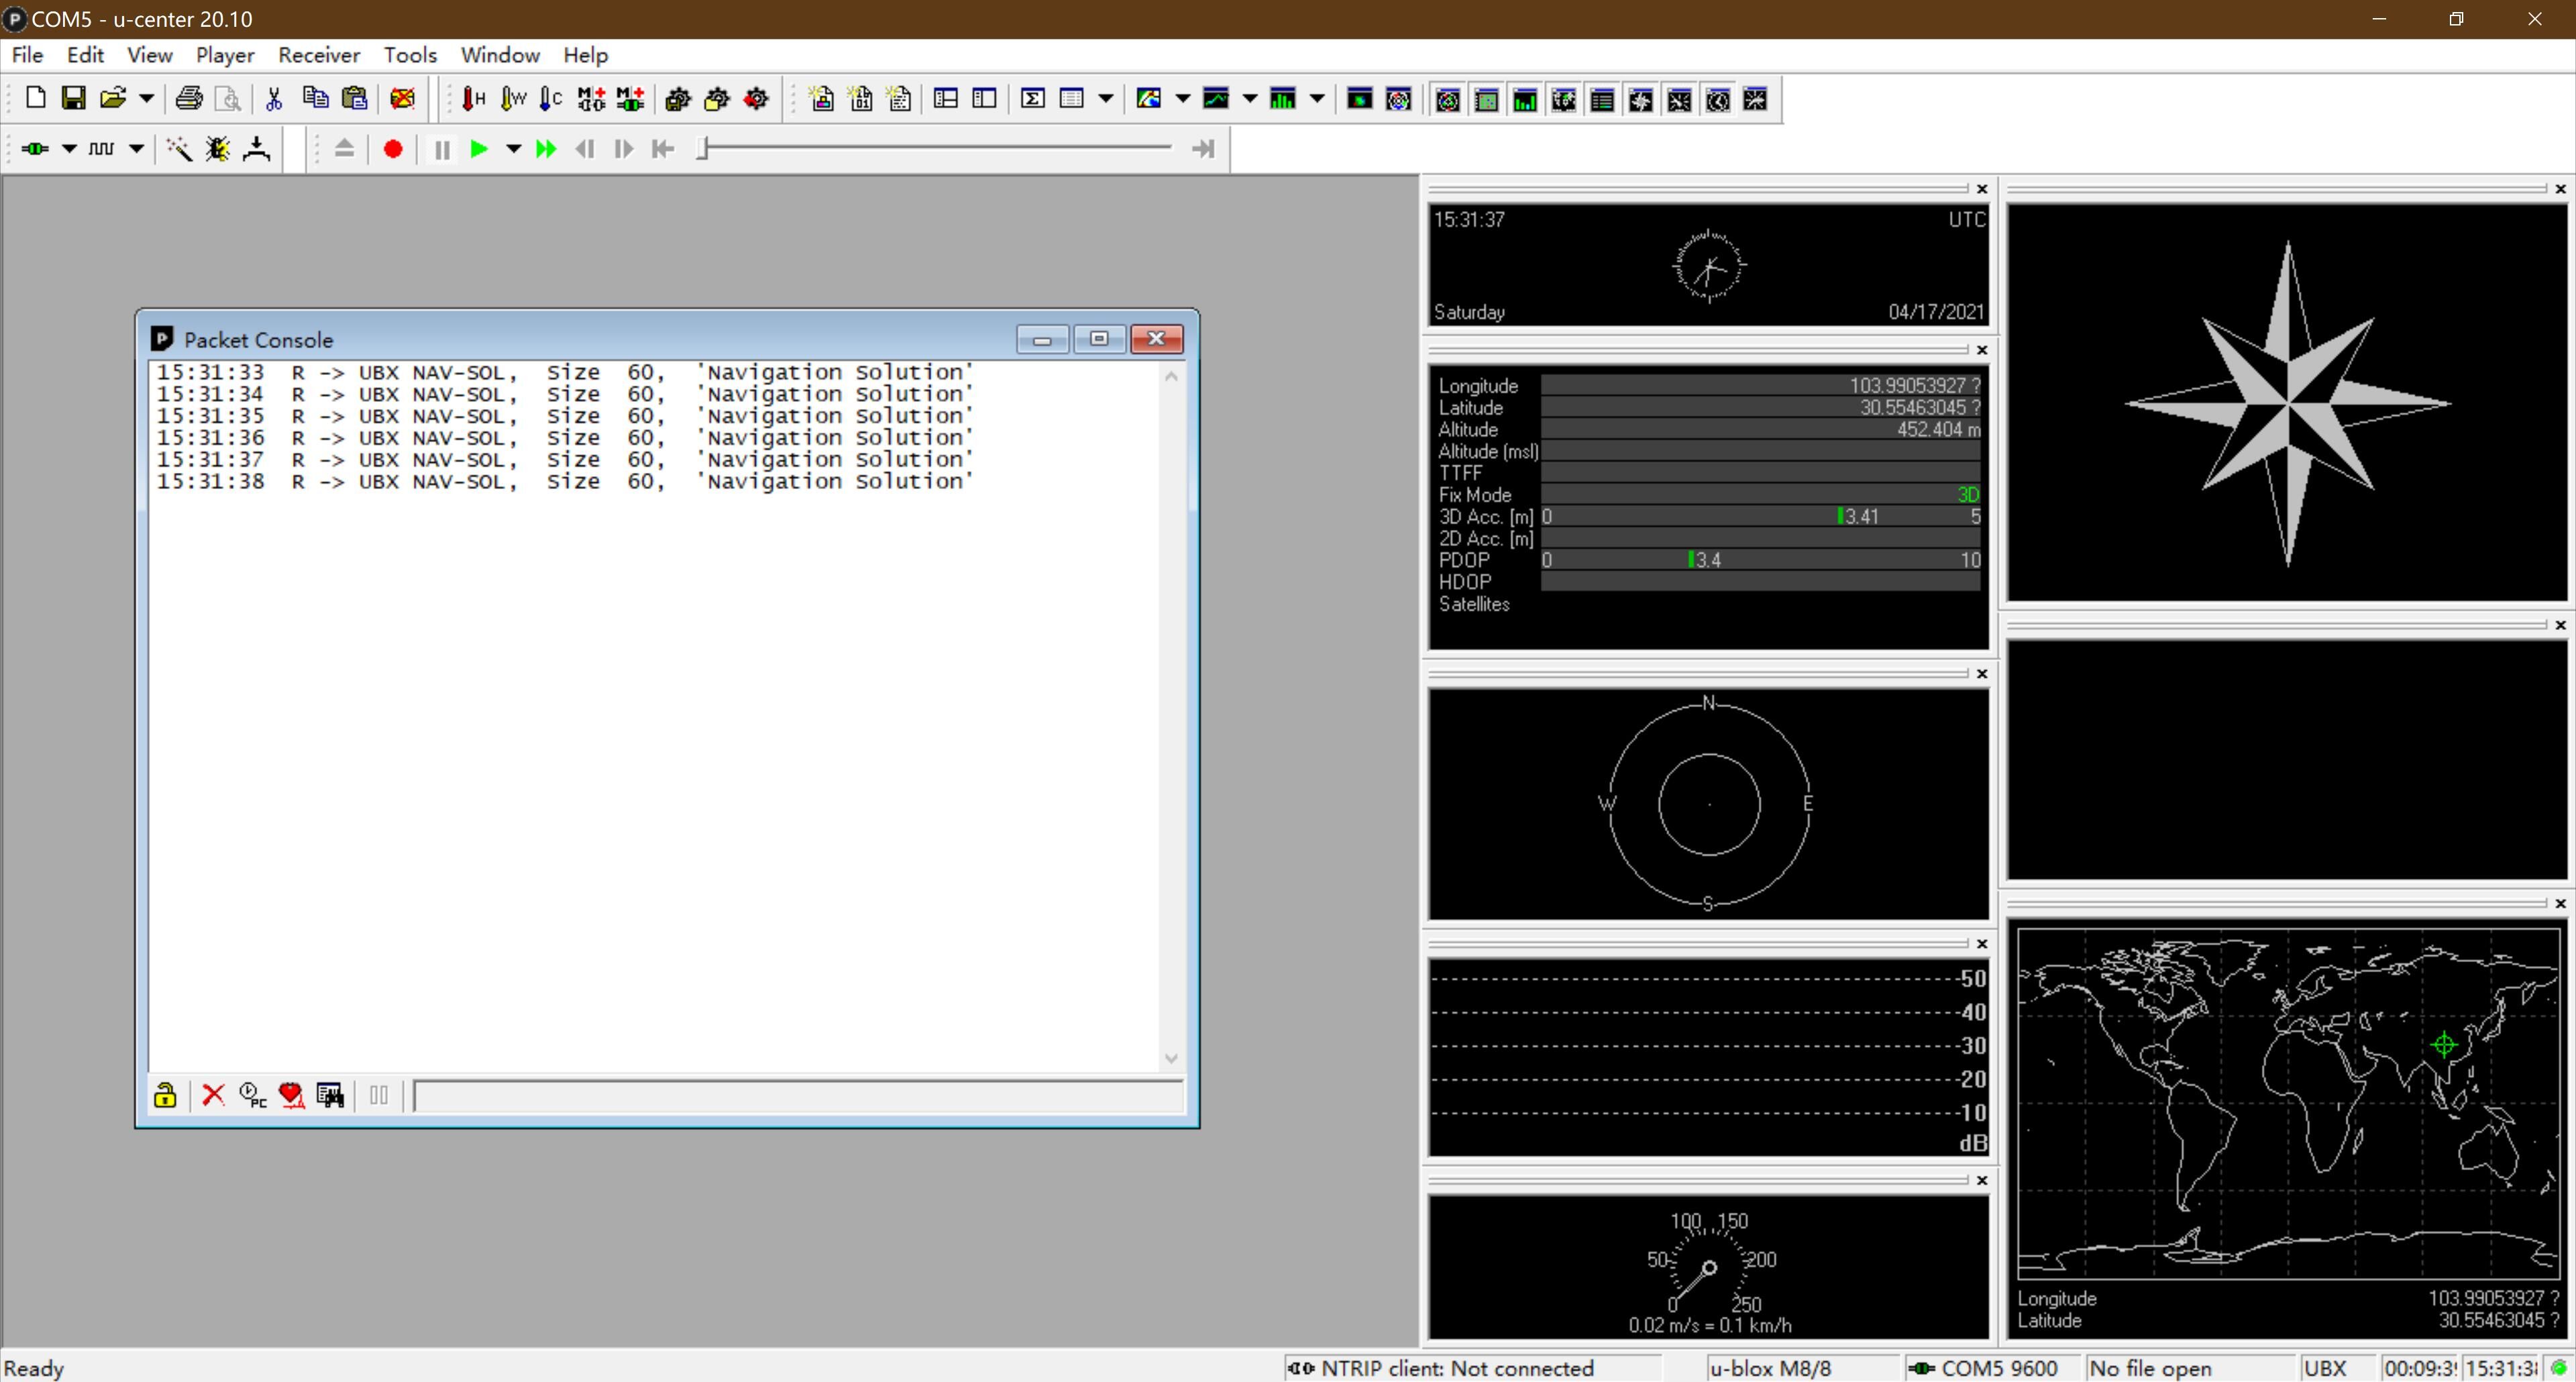 COM5 - u-center 20.10
File Edit View Player Receiver Tools Window Help
Packet Console
15:31:33 R -> UBX NAV-SOL, Size 60, 'Navigation Solution'
15:31:34 R -> UBX NAV-SOL, Size 60, 'Navigation Solution'
15:31:35 R -> UBX NAV-SOL, Size 60, 'Navigation Solution'
15:31:36 R -> UBX NAV-SOL, Size 60, 'Navigation Solution'
15:31:37 R -> UBX NAV-SOL, Size 60, 'Navigation Solution'
15:31:38 R -> UBX NAV-SOL, Size 60, 'Navigation Solution'
15:31:37 UTC
Saturday 04/17/2021
Longitude 103.99053927 ?
Latitude 30.55463045 ?
Altitude 452.404 m
Altitude (msl)
TTFF
Fix Mode 3D
3D Acc. [m] 0 3.41 5
2D Acc. [m]
PDOP 0 3.4 10
HDOP
Satellites
N
W E
S
50
40
30
20
10
dB
100 150
50 200
0 250
0.02 m/s = 0.1 km/h
Longitude 103.99053927 ?
Latitude 30.55463045 ?
Ready NTRIP client: Not connected u-blox M8/8 COM5 9600 No file open UBX